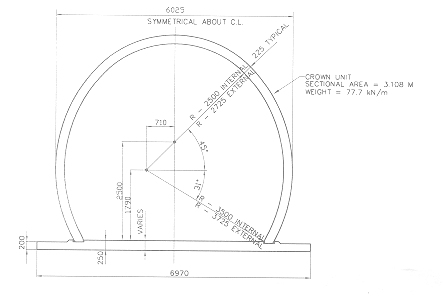 6025
SYMMETRICAL ABOUT C.L.
225 TYPICAL
CROWN UNIT
SECTIONAL AREA = 3.108 M
WEIGHT = 77.7 kN/m
R - 2500 INTERNAL
R - 2725 EXTERNAL
710
45°
31°
2500
1790
VARIES
R - 3500 INTERNAL
R - 3725 EXTERNAL
200
250
6970